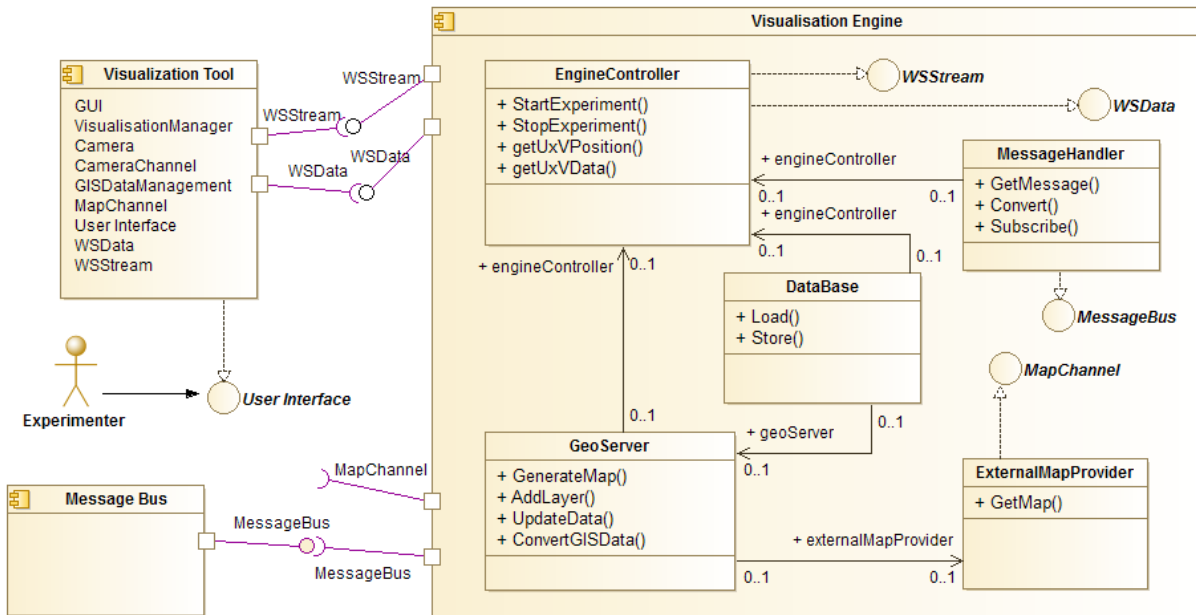 Visualisation Engine
Visualization Tool
GUI
VisualisationManager
Camera
CameraChannel
GISDataManagement
MapChannel
User Interface
WSData
WSStream
WSStream
WSStream
WSData
WSData
EngineController
+ StartExperiment()
+ StopExperiment()
+ getUxVPosition()
+ getUxVData()
WSStream
WSData
MessageHandler
+ GetMessage()
+ Convert()
+ Subscribe()
+ engineController
0..1
0..1
+ engineController
0..1
0..1
+ engineController
0..1
DataBase
+ Load()
+ Store()
MessageBus
MapChannel
Experimenter
User Interface
0..1
0..1
+ geoServer
0..1
GeoServer
+ GenerateMap()
+ AddLayer()
+ UpdateData()
+ ConvertGISData()
ExternalMapProvider
+ GetMap()
+ externalMapProvider
0..1
0..1
MapChannel
Message Bus
MessageBus
MessageBus